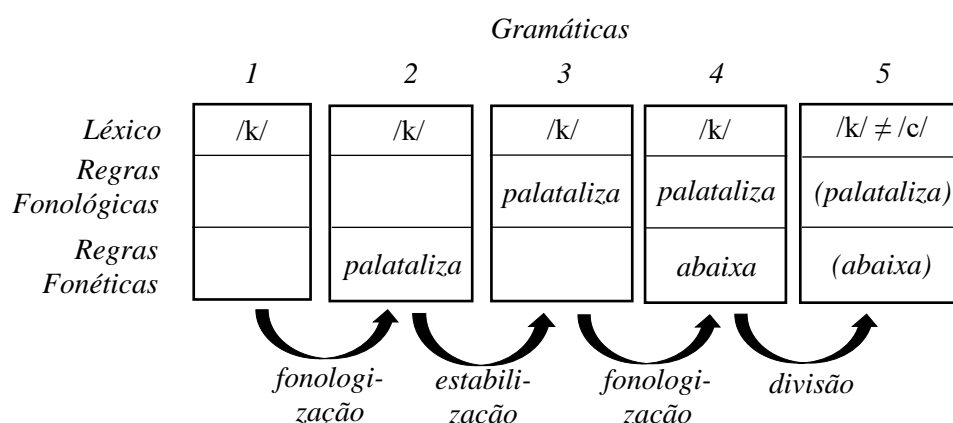 Gramáticas
1 2 3 4 5
Léxico /k/ /k/ /k/ /k/ /k/ ≠ /c/
Regras
Fonológicas palataliza palataliza (palataliza)
Regras
Fonéticas palataliza abaixa (abaixa)
fonologi- estabili- fonologi- divisão
zação zação zação